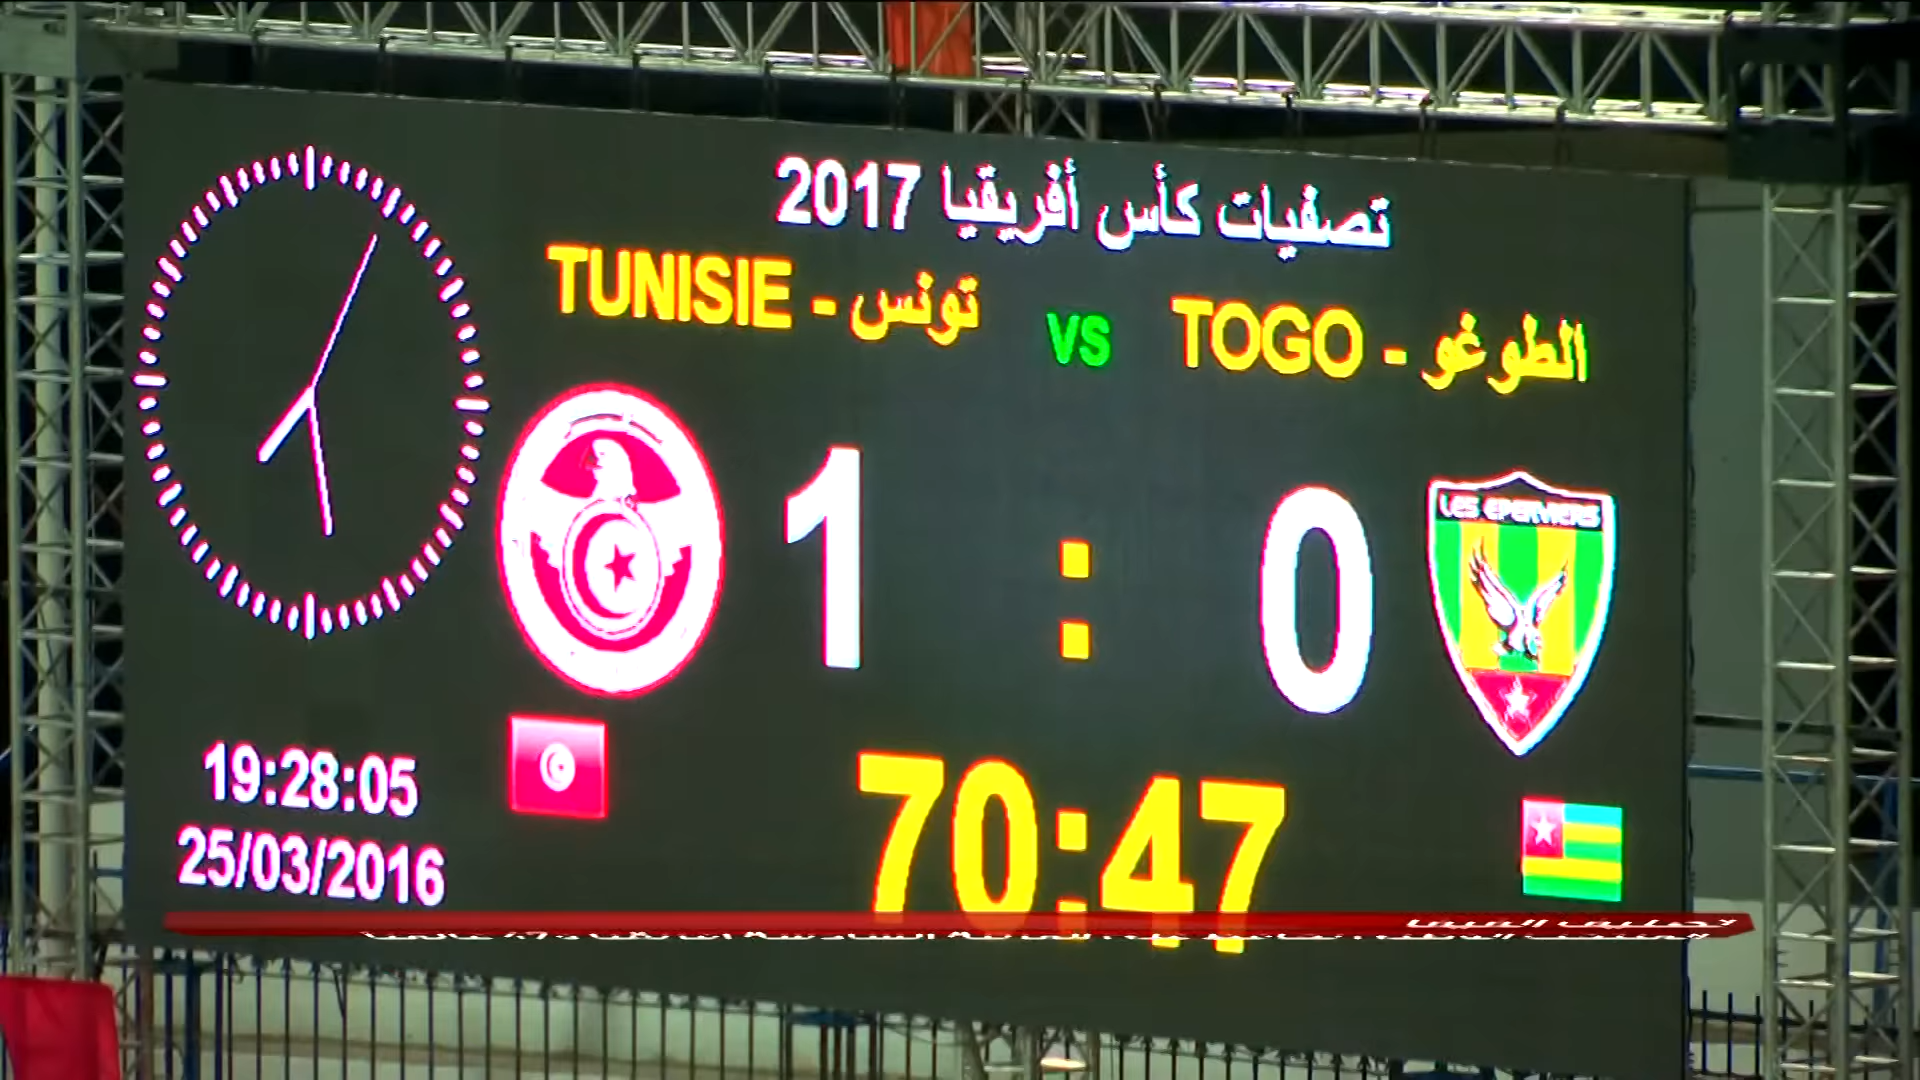 تصفيات كأس أفريقيا 2017
TUNISIE - تونس
VS
TOGO - الطوغو
1 : 0
LES EPERVIERS
70:47
19:28:05
25/03/2016